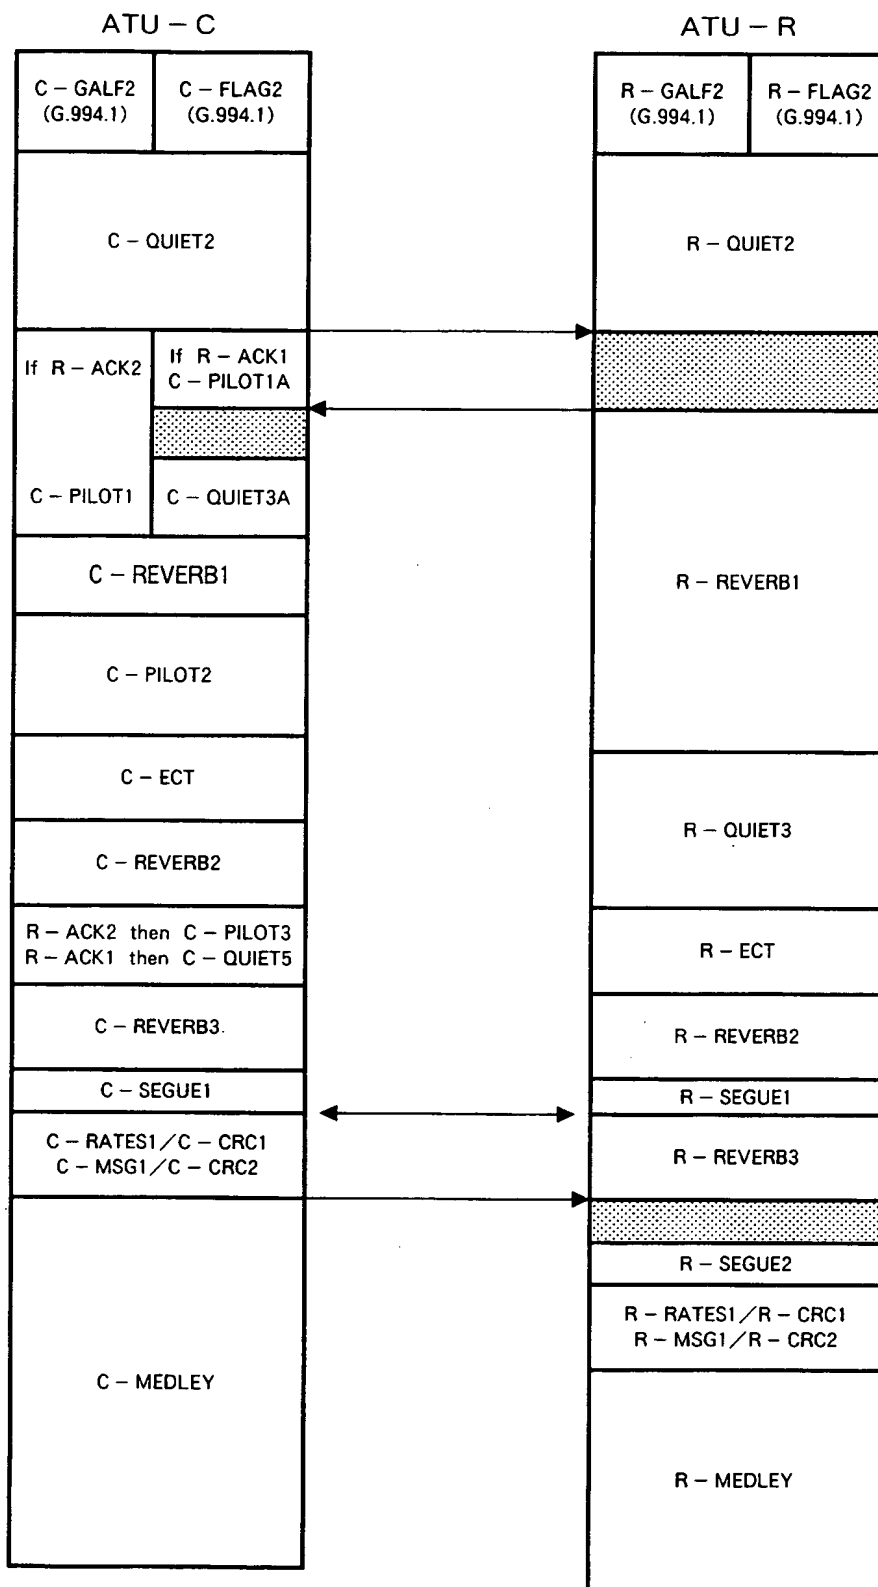 ATU – C
C – GALF2
(G.994.1)
C – FLAG2
(G.994.1)
C – QUIET2
If R – ACK2
C – PILOT1
If R – ACK1
C – PILOT1A
C – QUIET3A
C – REVERB1
C – PILOT2
C – ECT
C – REVERB2
R – ACK2 then C – PILOT3
R – ACK1 then C – QUIET5
C – REVERB3
C – SEGUE1
C – RATES1/C – CRC1
C – MSG1/C – CRC2
C – MEDLEY
ATU – R
R – GALF2
(G.994.1)
R – FLAG2
(G.994.1)
R – QUIET2
R – REVERB1
R – QUIET3
R – ECT
R – REVERB2
R – SEGUE1
R – REVERB3
R – SEGUE2
R – RATES1/R – CRC1
R – MSG1/R – CRC2
R – MEDLEY